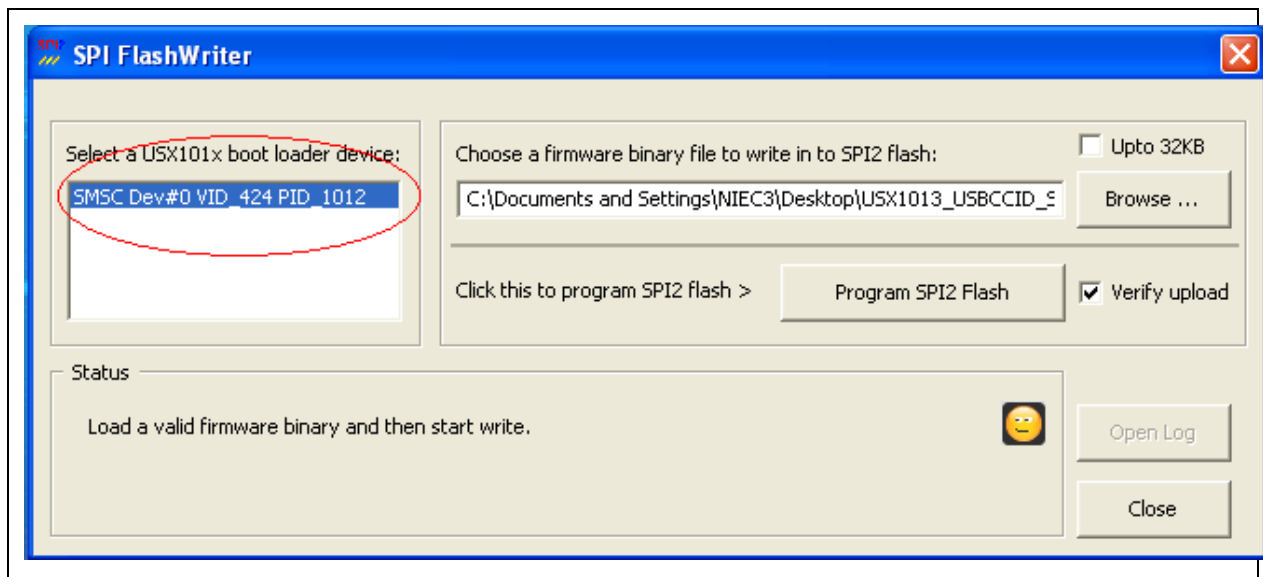 SPI FlashWriter
Select a USX101x boot loader device:
SMSC Dev#0 VID_424 PID_1012
Choose a firmware binary file to write in to SPI2 flash:
Upto 32KB
C:\Documents and Settings\NIEC3\Desktop\USX1013_USBCCID_S
Browse ...
Click this to program SPI2 flash >
Program SPI2 Flash
Verify upload
Status
Load a valid firmware binary and then start write.
Open Log
Close